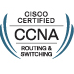 CISCO
CERTIFIED
CCNA
ROUTING &
SWITCHING